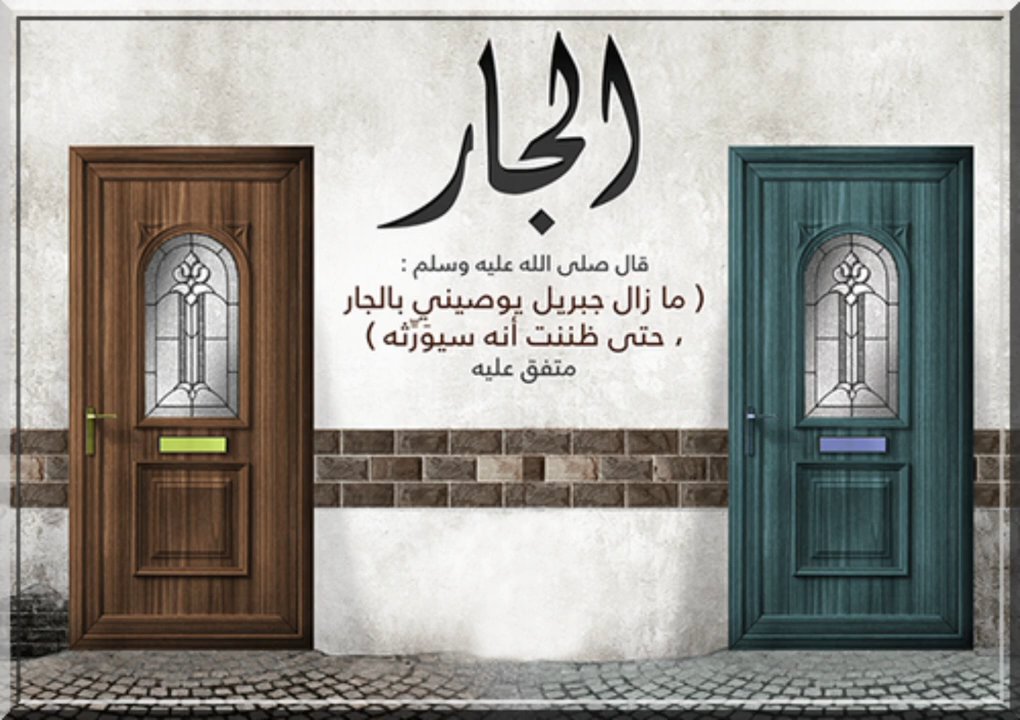 الجار
قال صلى الله عليه وسلم :
( ما زال جبريل يوصيني بالجار
، حتى ظننت أنه سيورِّثه )
متفق عليه